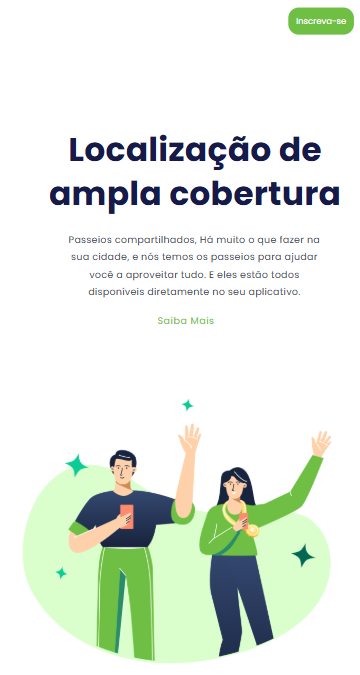 Inscreva-se
Localização de
ampla cobertura
Passeios compartilhados, Há muito o que fazer na
sua cidade, e nós temos os passeios para ajudar
você a aproveitar tudo. E eles estão todos
disponíveis diretamente no seu aplicativo.
Saiba Mais